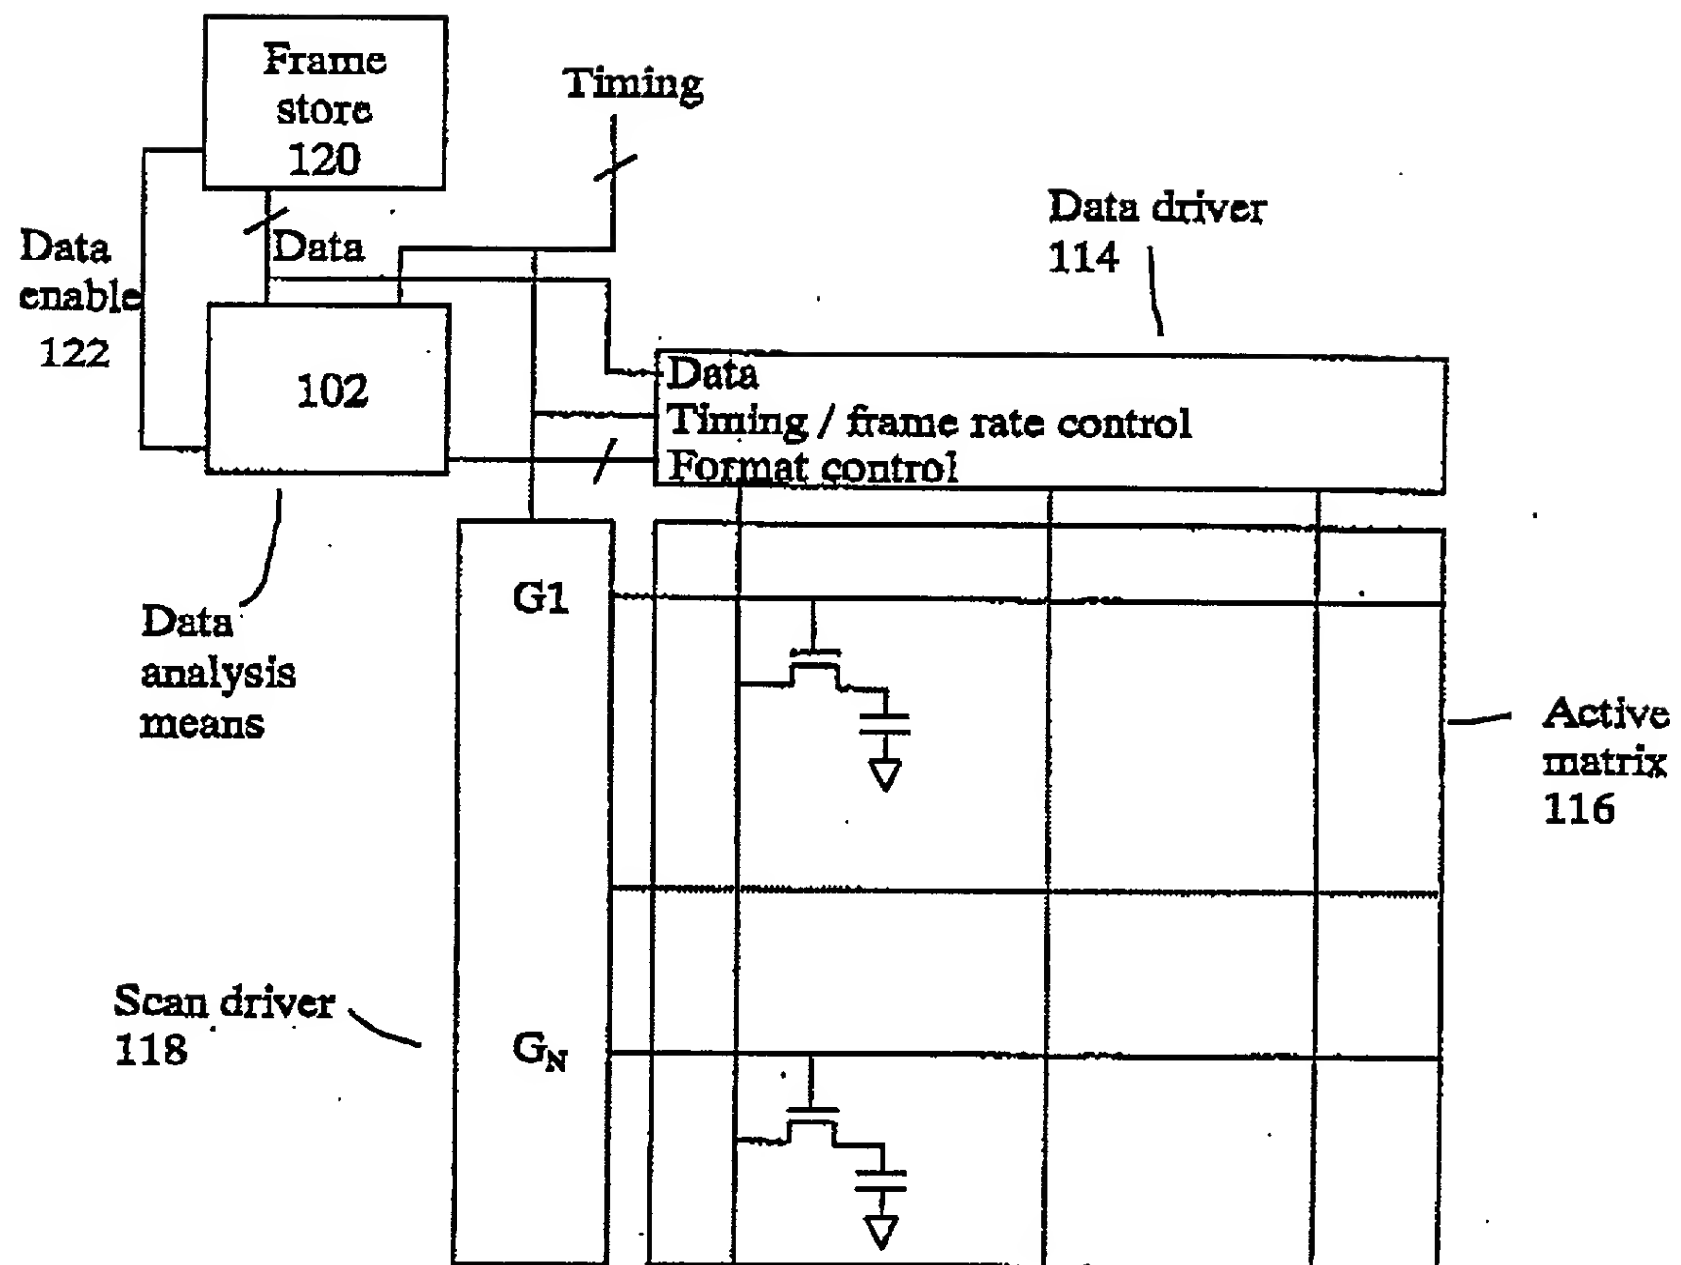 Frame
store
120
Timing
Data driver
114
Data
enable
122
Data
102
Data
Timing / frame rate control
Format control
G1
Data
analysis
means
Active
matrix
116
Scan driver
118
GN